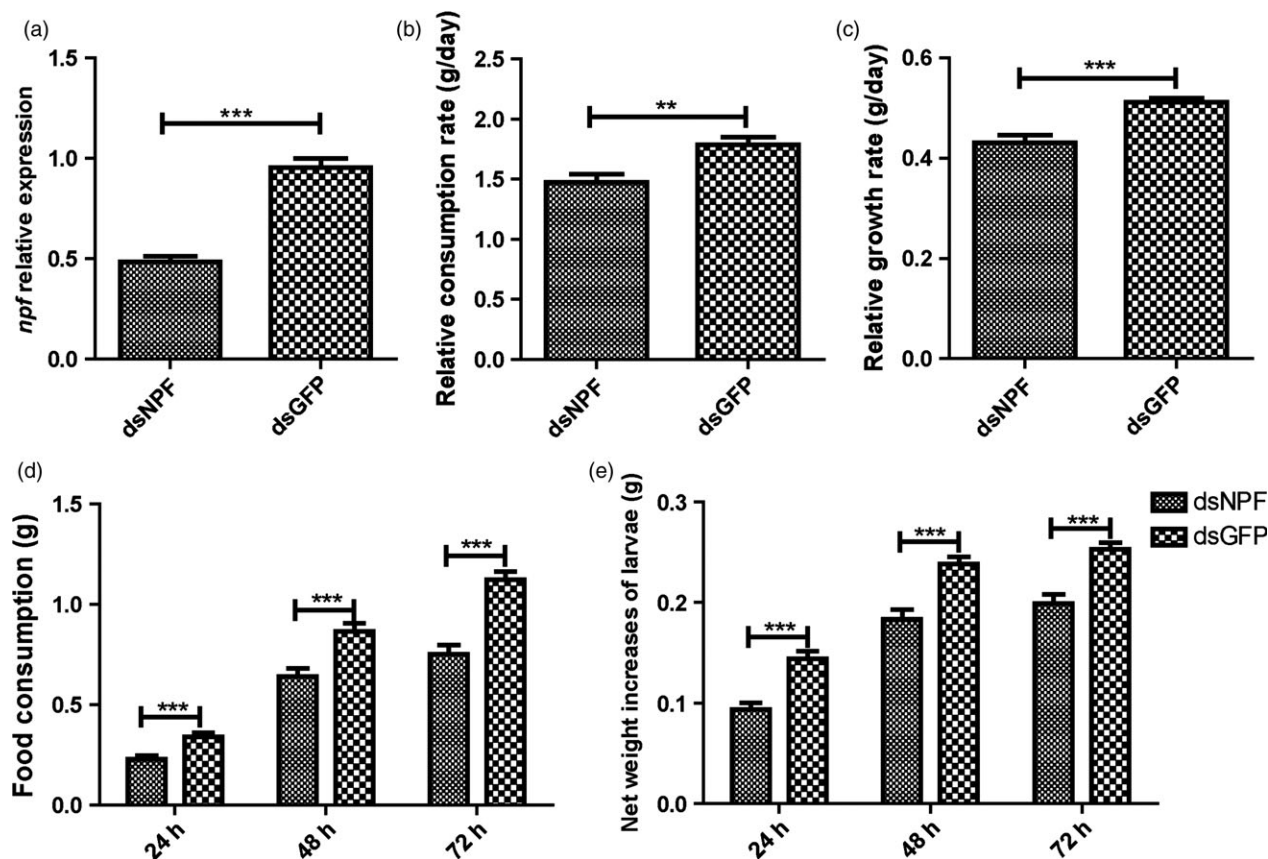 (a)
npf relative expression
1.5
1.0
0.5
0.0
***
dsNPF
dsGFP
(b)
Relative consumption rate (g/day)
2.5
2.0
1.5
1.0
0.5
0.0
**
dsNPF
dsGFP
(c)
Relative growth rate (g/day)
0.6
0.4
0.2
0.0
***
dsNPF
dsGFP
(d)
Food consumption (g)
1.5
1.0
0.5
0.0
***
***
***
24 h
48 h
72 h
(e)
Net weight increases of larvae (g)
0.3
0.2
0.1
0.0
***
***
***
24 h
48 h
72 h
dsNPF
dsGFP